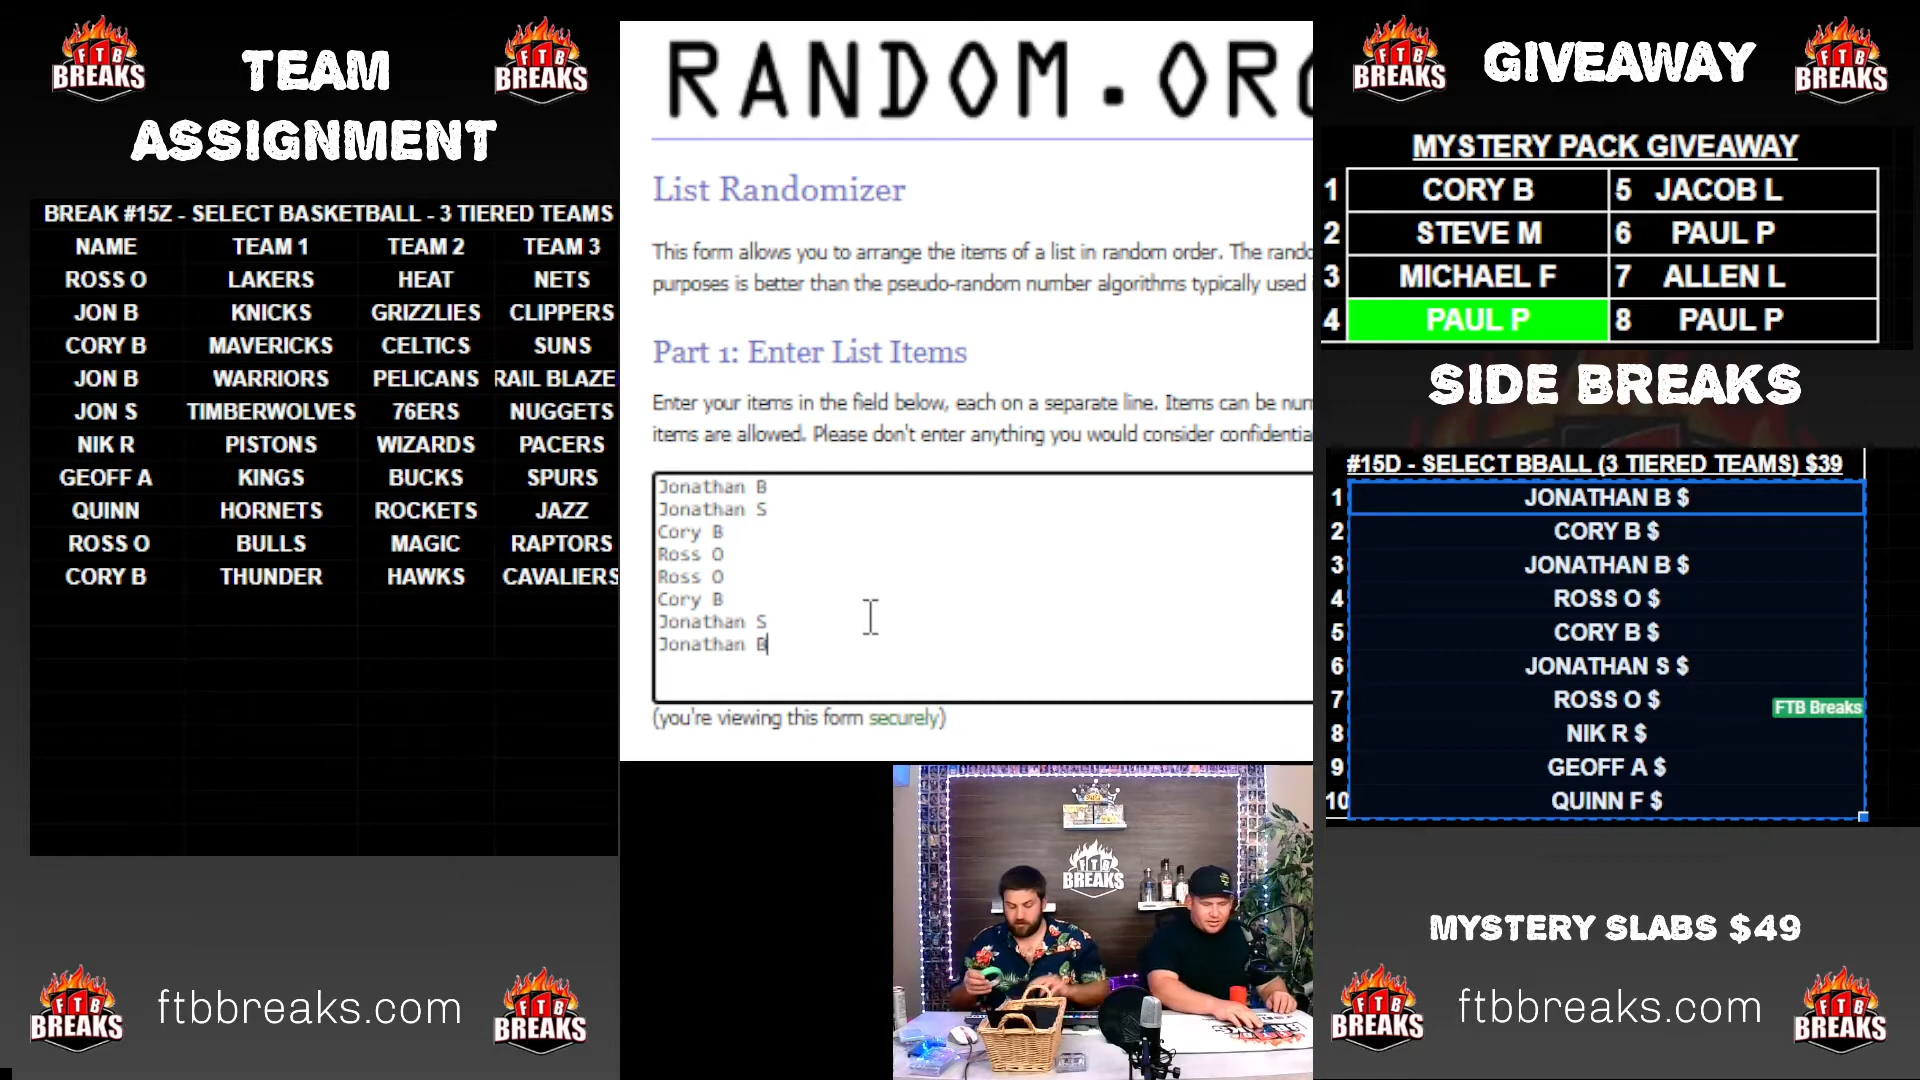 FTB
BREAKS
TEAM
ASSIGNMENT
FTB
BREAKS
BREAK #15Z - SELECT BASKETBALL - 3 TIERED TEAMS
NAME TEAM 1 TEAM 2 TEAM 3
ROSS O LAKERS HEAT NETS
JON B KNICKS GRIZZLIES CLIPPERS
CORY B MAVERICKS CELTICS SUNS
JON B WARRIORS PELICANS RAIL BLAZE
JON S TIMBERWOLVES 76ERS NUGGETS
NIK R PISTONS WIZARDS PACERS
GEOFF A KINGS BUCKS SPURS
QUINN HORNETS ROCKETS JAZZ
ROSS O BULLS MAGIC RAPTORS
CORY B THUNDER HAWKS CAVALIERS
FTB
BREAKS
ftbbreaks.com
FTB
BREAKS
RANDOM.ORG
List Randomizer
This form allows you to arrange the items of a list in random order. The rando
purposes is better than the pseudo-random number algorithms typically used
Part 1: Enter List Items
Enter your items in the field below, each on a separate line. Items can be num
items are allowed. Please don't enter anything you would consider confidentia
Jonathan B
Jonathan S
Cory B
Ross O
Ross O
Cory B
Jonathan S
Jonathan B
(you're viewing this form securely)
FTB
BREAKS
FTB
BREAKS
GIVEAWAY
FTB
BREAKS
MYSTERY PACK GIVEAWAY
1 CORY B 5 JACOB L
2 STEVE M 6 PAUL P
3 MICHAEL F 7 ALLEN L
4 PAUL P 8 PAUL P
SIDE BREAKS
#15D - SELECT BBALL (3 TIERED TEAMS) $39
1 JONATHAN B $
2 CORY B $
3 JONATHAN B $
4 ROSS O $
5 CORY B $
6 JONATHAN S $
7 ROSS O $
FTB Breaks
8 NIK R $
9 GEOFF A $
10 QUINN F $
MYSTERY SLABS $49
FTB
BREAKS
ftbbreaks.com
FTB
BREAKS